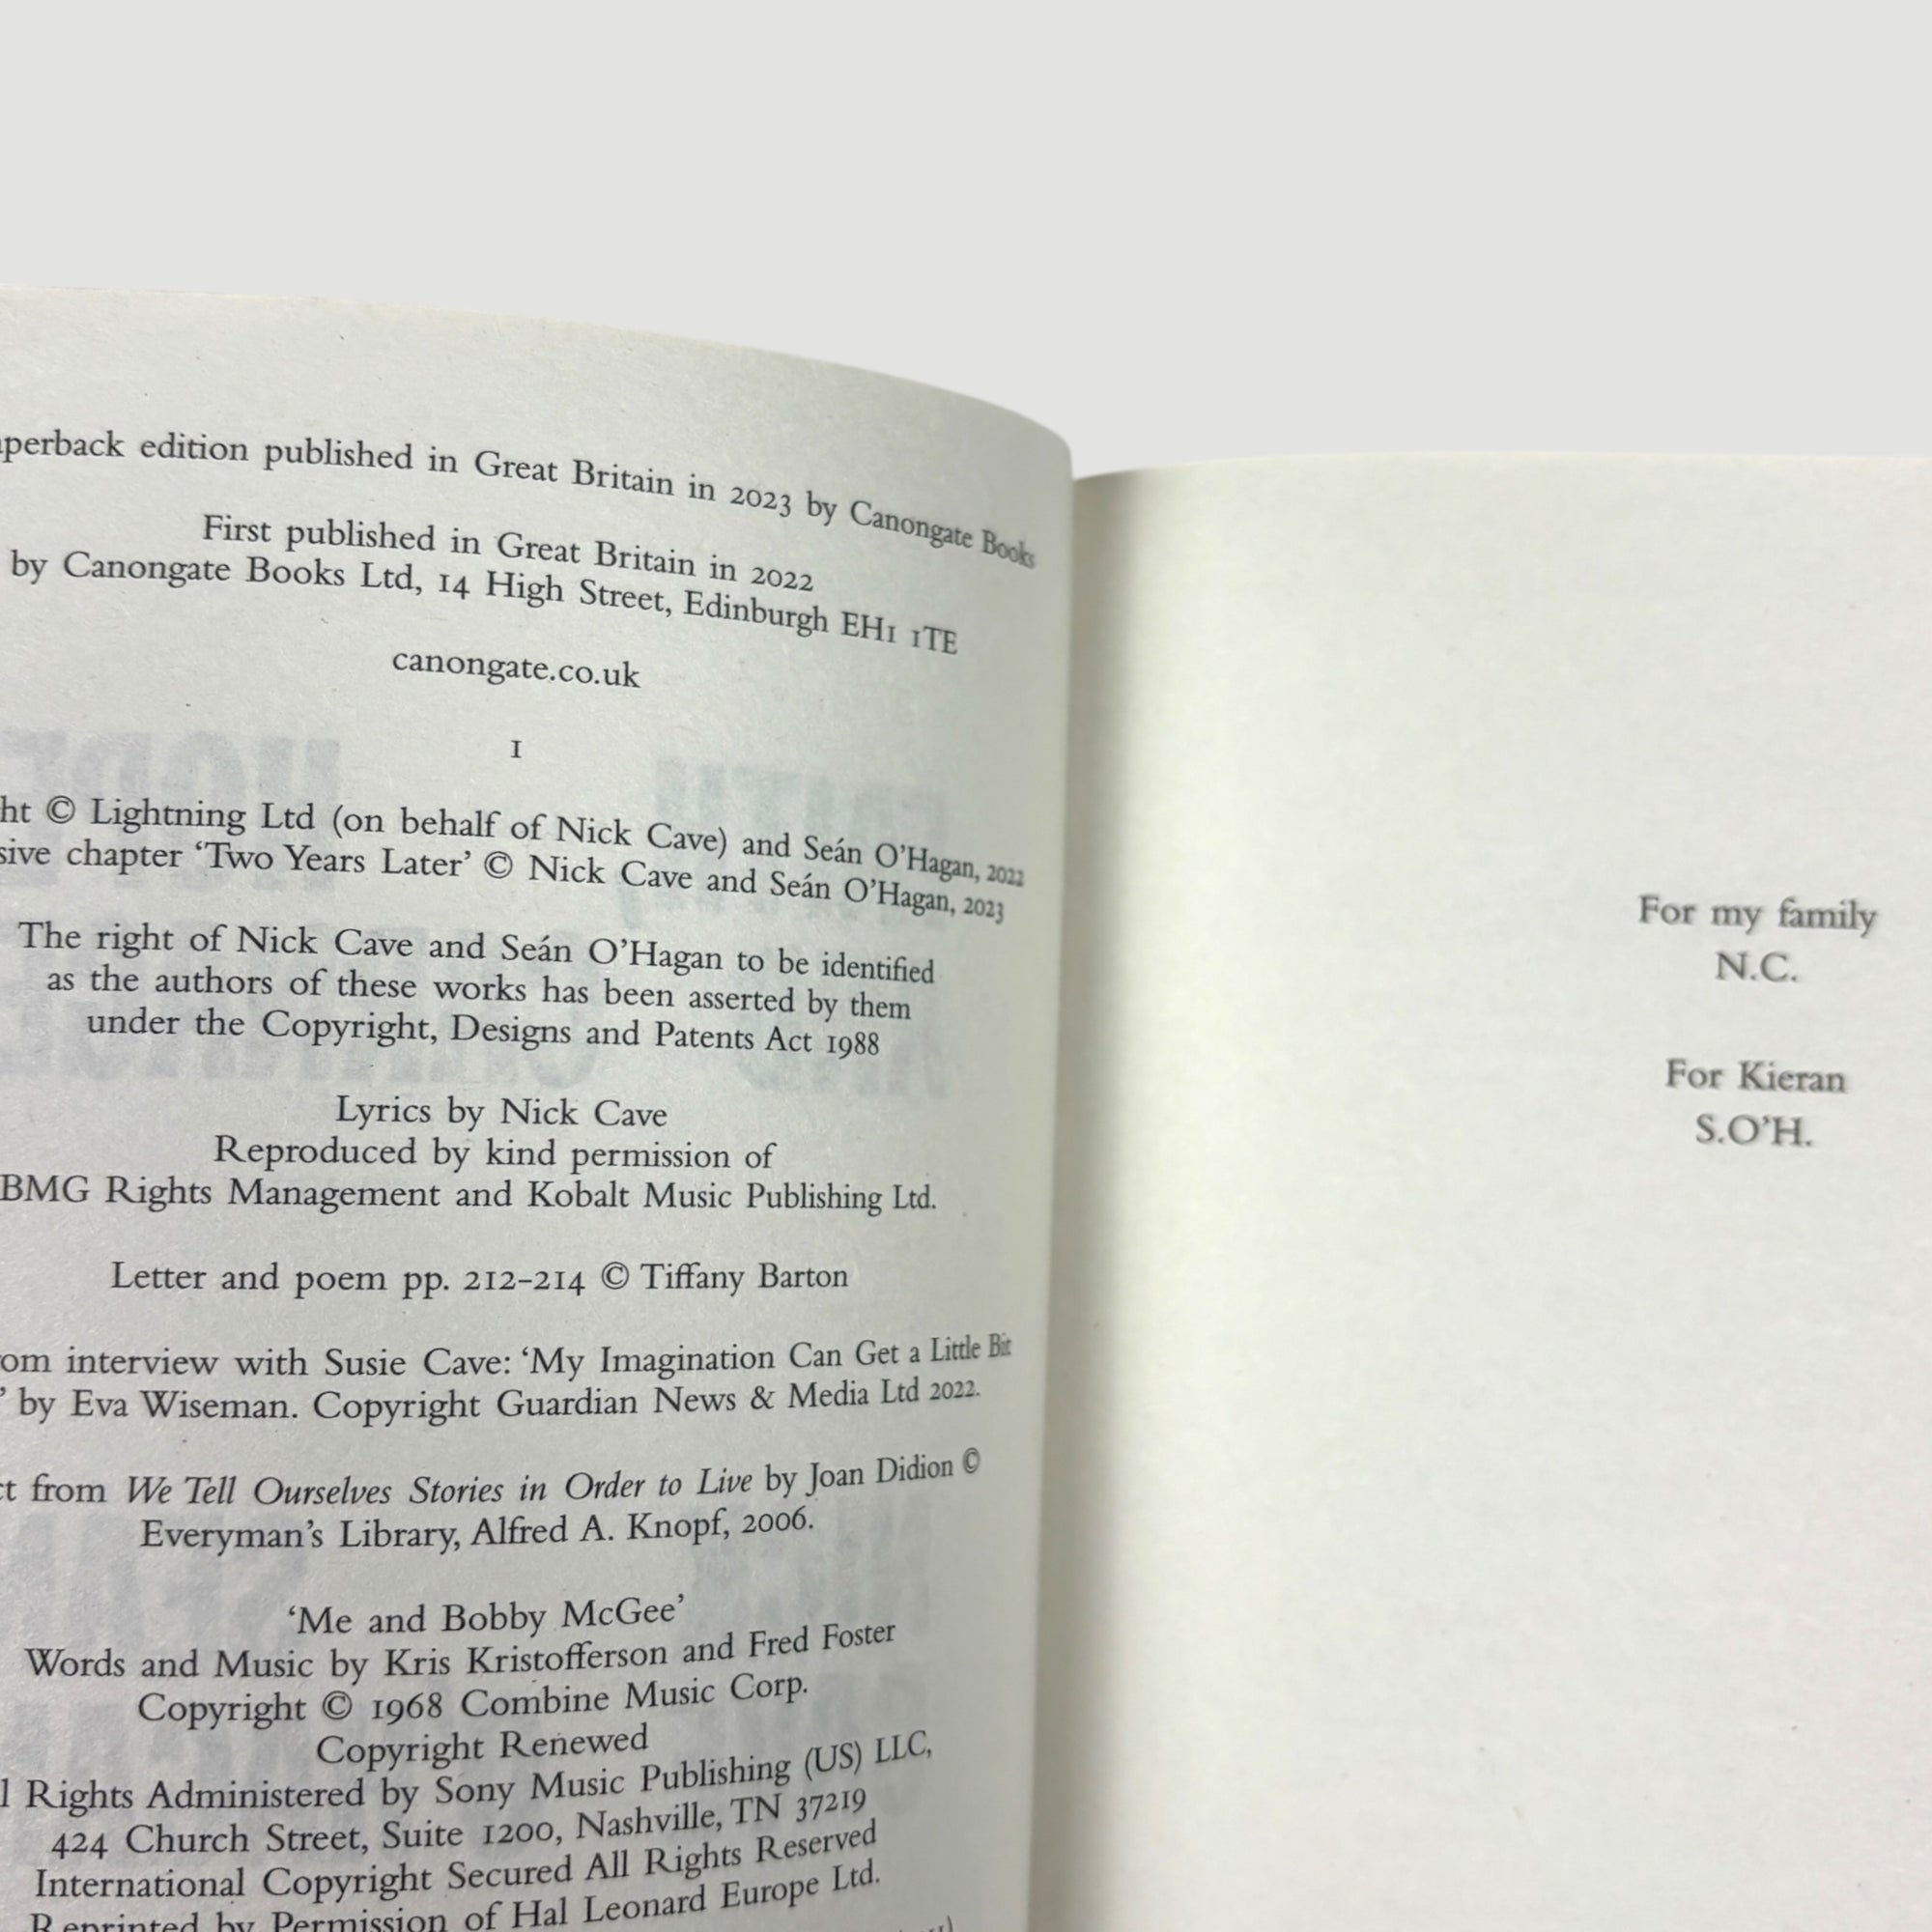 paperback edition published in Great Britain in 2023 by Canongate Books
First published in Great Britain in 2022
by Canongate Books Ltd, 14 High Street, Edinburgh EH1 1TE
canongate.co.uk
1
© Lightning Ltd (on behalf of Nick Cave) and Seán O’Hagan, 2022
chapter ‘Two Years Later’ © Nick Cave and Seán O’Hagan, 2023
The right of Nick Cave and Seán O’Hagan to be identified
as the authors of these works has been asserted by them
under the Copyright, Designs and Patents Act 1988
Lyrics by Nick Cave
Reproduced by kind permission of
BMG Rights Management and Kobalt Music Publishing Ltd.
Letter and poem pp. 212–214 © Tiffany Barton
interview with Susie Cave: ‘My Imagination Can Get a Little Bit
’ by Eva Wiseman. Copyright Guardian News & Media Ltd 2022.
from We Tell Ourselves Stories in Order to Live by Joan Didion ©
Everyman’s Library, Alfred A. Knopf, 2006.
‘Me and Bobby McGee’
Words and Music by Kris Kristofferson and Fred Foster
Copyright © 1968 Combine Music Corp.
Copyright Renewed
Rights Administered by Sony Music Publishing (US) LLC,
424 Church Street, Suite 1200, Nashville, TN 37219
International Copyright Secured All Rights Reserved
Reprinted by Permission of Hal Leonard Europe Ltd.
For my family
N.C.
For Kieran
S.O’H.